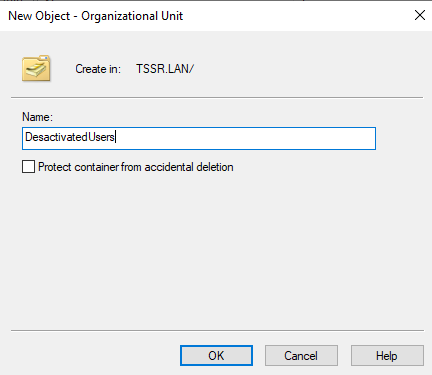 New Object - Organizational Unit
Create in: TSSR.LAN/
Name:
DesactivatedUsers
Protect container from accidental deletion
OK Cancel Help